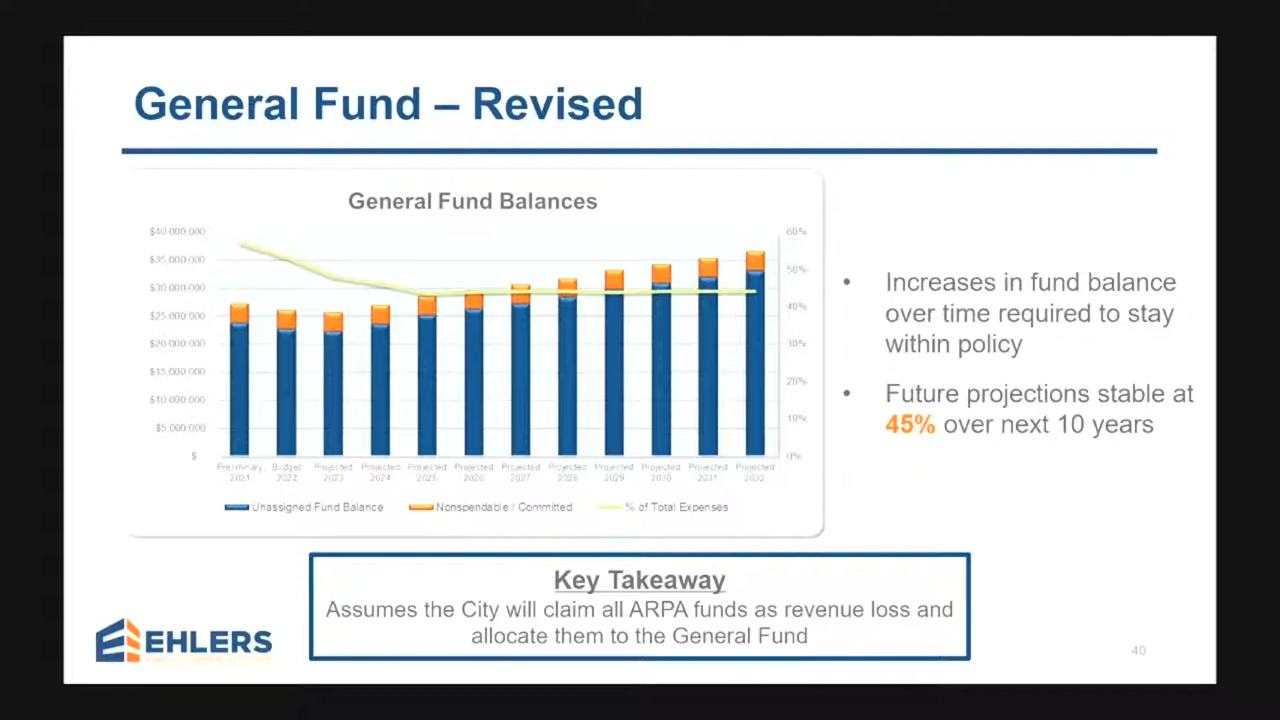 General Fund – Revised
General Fund Balances
$40 000 000
$35 000 000
$30 000 000
$25 000 000
$20 000 000
$15 000 000
$10 000 000
$5 000 000
$
60%
50%
40%
30%
20%
10%
0%
Preliminary Budget Projected Projected Projected Projected Projected Projected Projected Projected Projected Projected
2021 2022 2023 2024 2025 2026 2027 2028 2029 2030 2031 2032
Unassigned Fund Balance Nonspendable / Committed % of Total Expenses
• Increases in fund balance
over time required to stay
within policy
• Future projections stable at
45% over next 10 years
Key Takeaway
Assumes the City will claim all ARPA funds as revenue loss and
allocate them to the General Fund
EHLERS
40